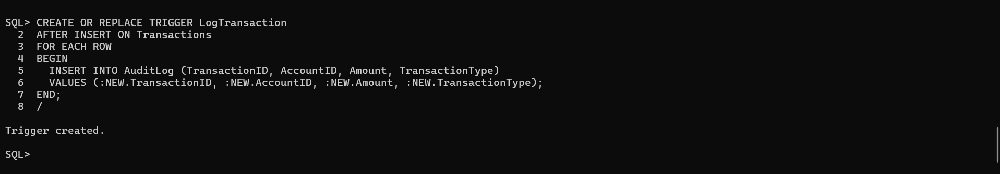 SQL> CREATE OR REPLACE TRIGGER LogTransaction
  2  AFTER INSERT ON Transactions
  3  FOR EACH ROW
  4  BEGIN
  5    INSERT INTO AuditLog (TransactionID, AccountID, Amount, TransactionType)
  6    VALUES (:NEW.TransactionID, :NEW.AccountID, :NEW.Amount, :NEW.TransactionType);
  7  END;
  8  /
Trigger created.
SQL>